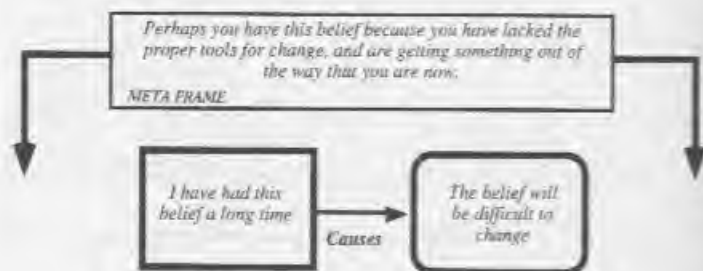 Perhaps you have this belief because you have lacked the
proper tools for change, and are getting something out of
the way that you are now.
META FRAME
I have had this
belief a long time
Causes
The belief will
be difficult to
change